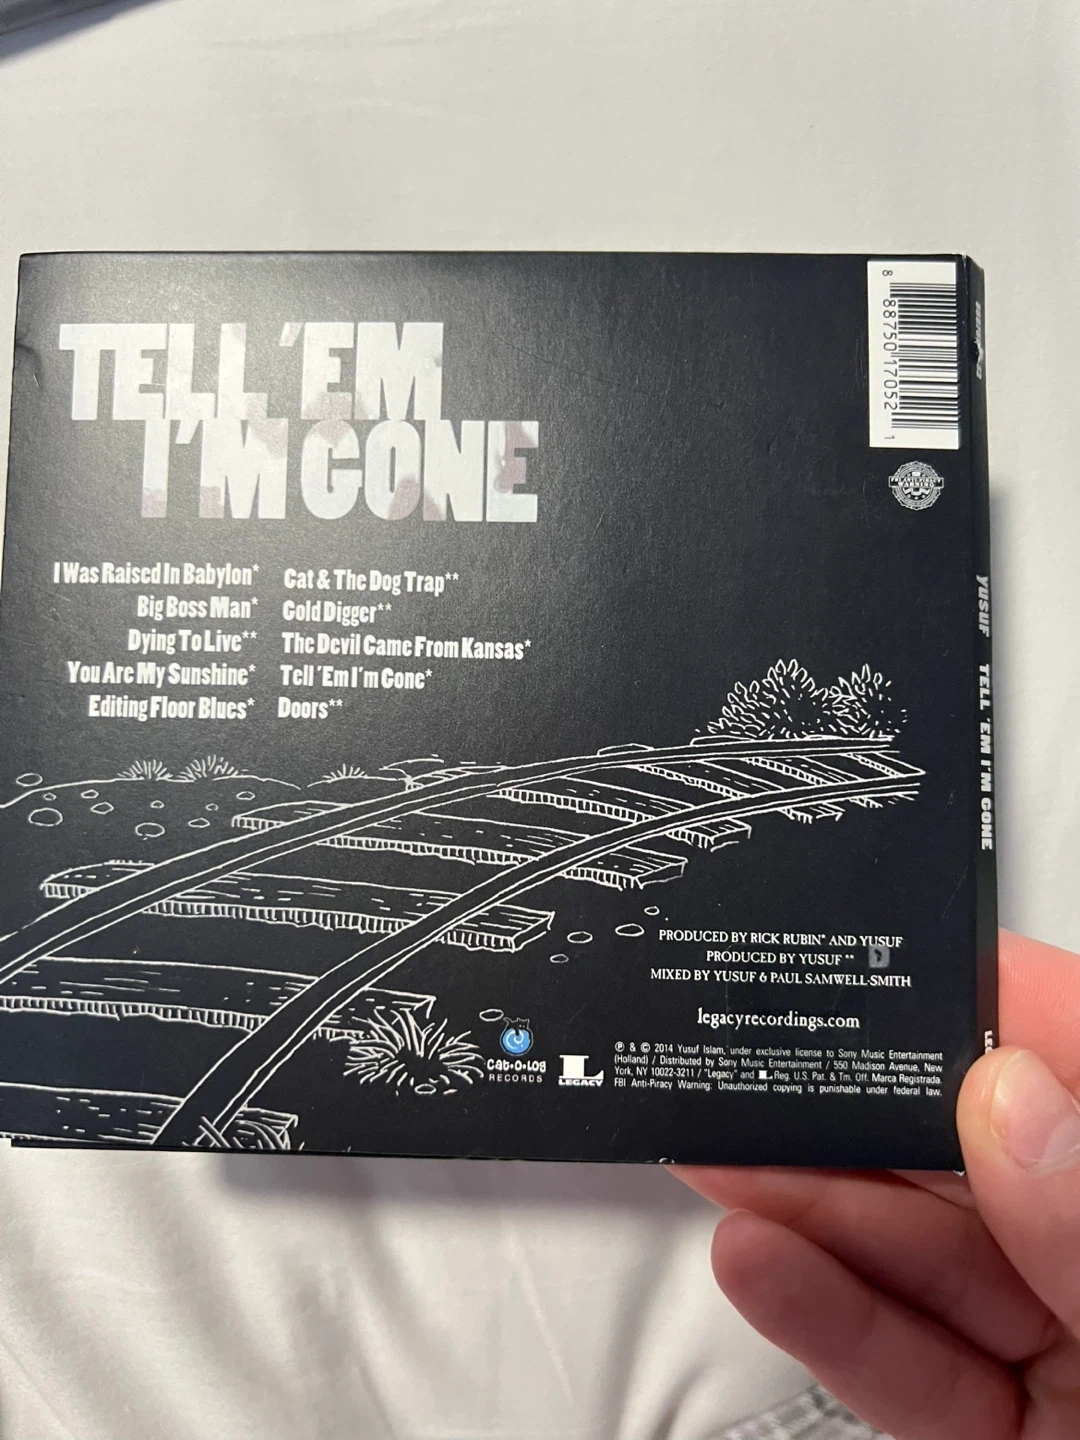 TELL 'EM
I'M GONE
I Was Raised In Babylon*
Big Boss Man*
Dying To Live**
You Are My Sunshine*
Editing Floor Blues*
Cat & The Dog Trap**
Gold Digger**
The Devil Came From Kansas*
Tell 'Em I'm Gone*
Doors**
8 88750 17052 1
FBI ANTI-PIRACY
WARNING
YUSUF TELL 'EM I'M GONE
PRODUCED BY RICK RUBIN* AND YUSUF
PRODUCED BY YUSUF **
MIXED BY YUSUF & PAUL SAMWELL-SMITH
legacyrecordings.com
Cat-O-Log
RECORDS
L
LEGACY
℗ & © 2014 Yusuf Islam, under exclusive license to Sony Music Entertainment
(Holland) / Distributed by Sony Music Entertainment / 550 Madison Avenue, New
York, NY 10022-3211 / "Legacy" and L Reg. U.S. Pat. & Tm. Off. Marca Registrada.
FBI Anti-Piracy Warning: Unauthorized copying is punishable under federal law.